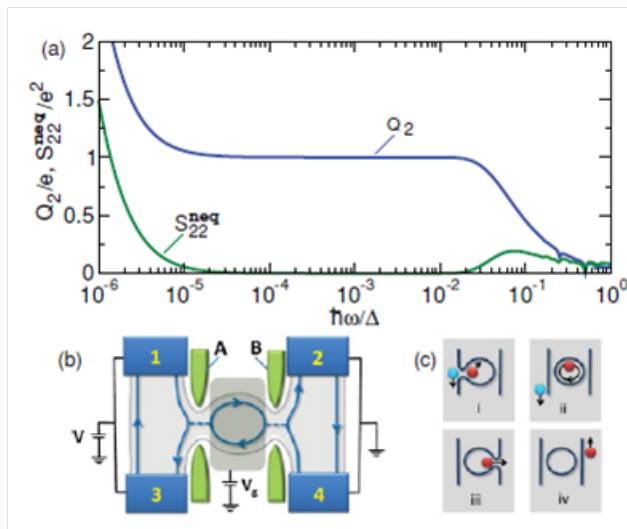 (a)
2
1.5
1
0.5
0
Q₂/e, S₂₂ⁿᵉq/e²
Q₂
S₂₂ⁿᵉq
10⁻⁶ 10⁻⁵ 10⁻⁴ 10⁻³ 10⁻² 10⁻¹ 10⁰
ħω/Δ
(b) A B (c)
1 2
i ii
V
3 4
V_g
iii iv